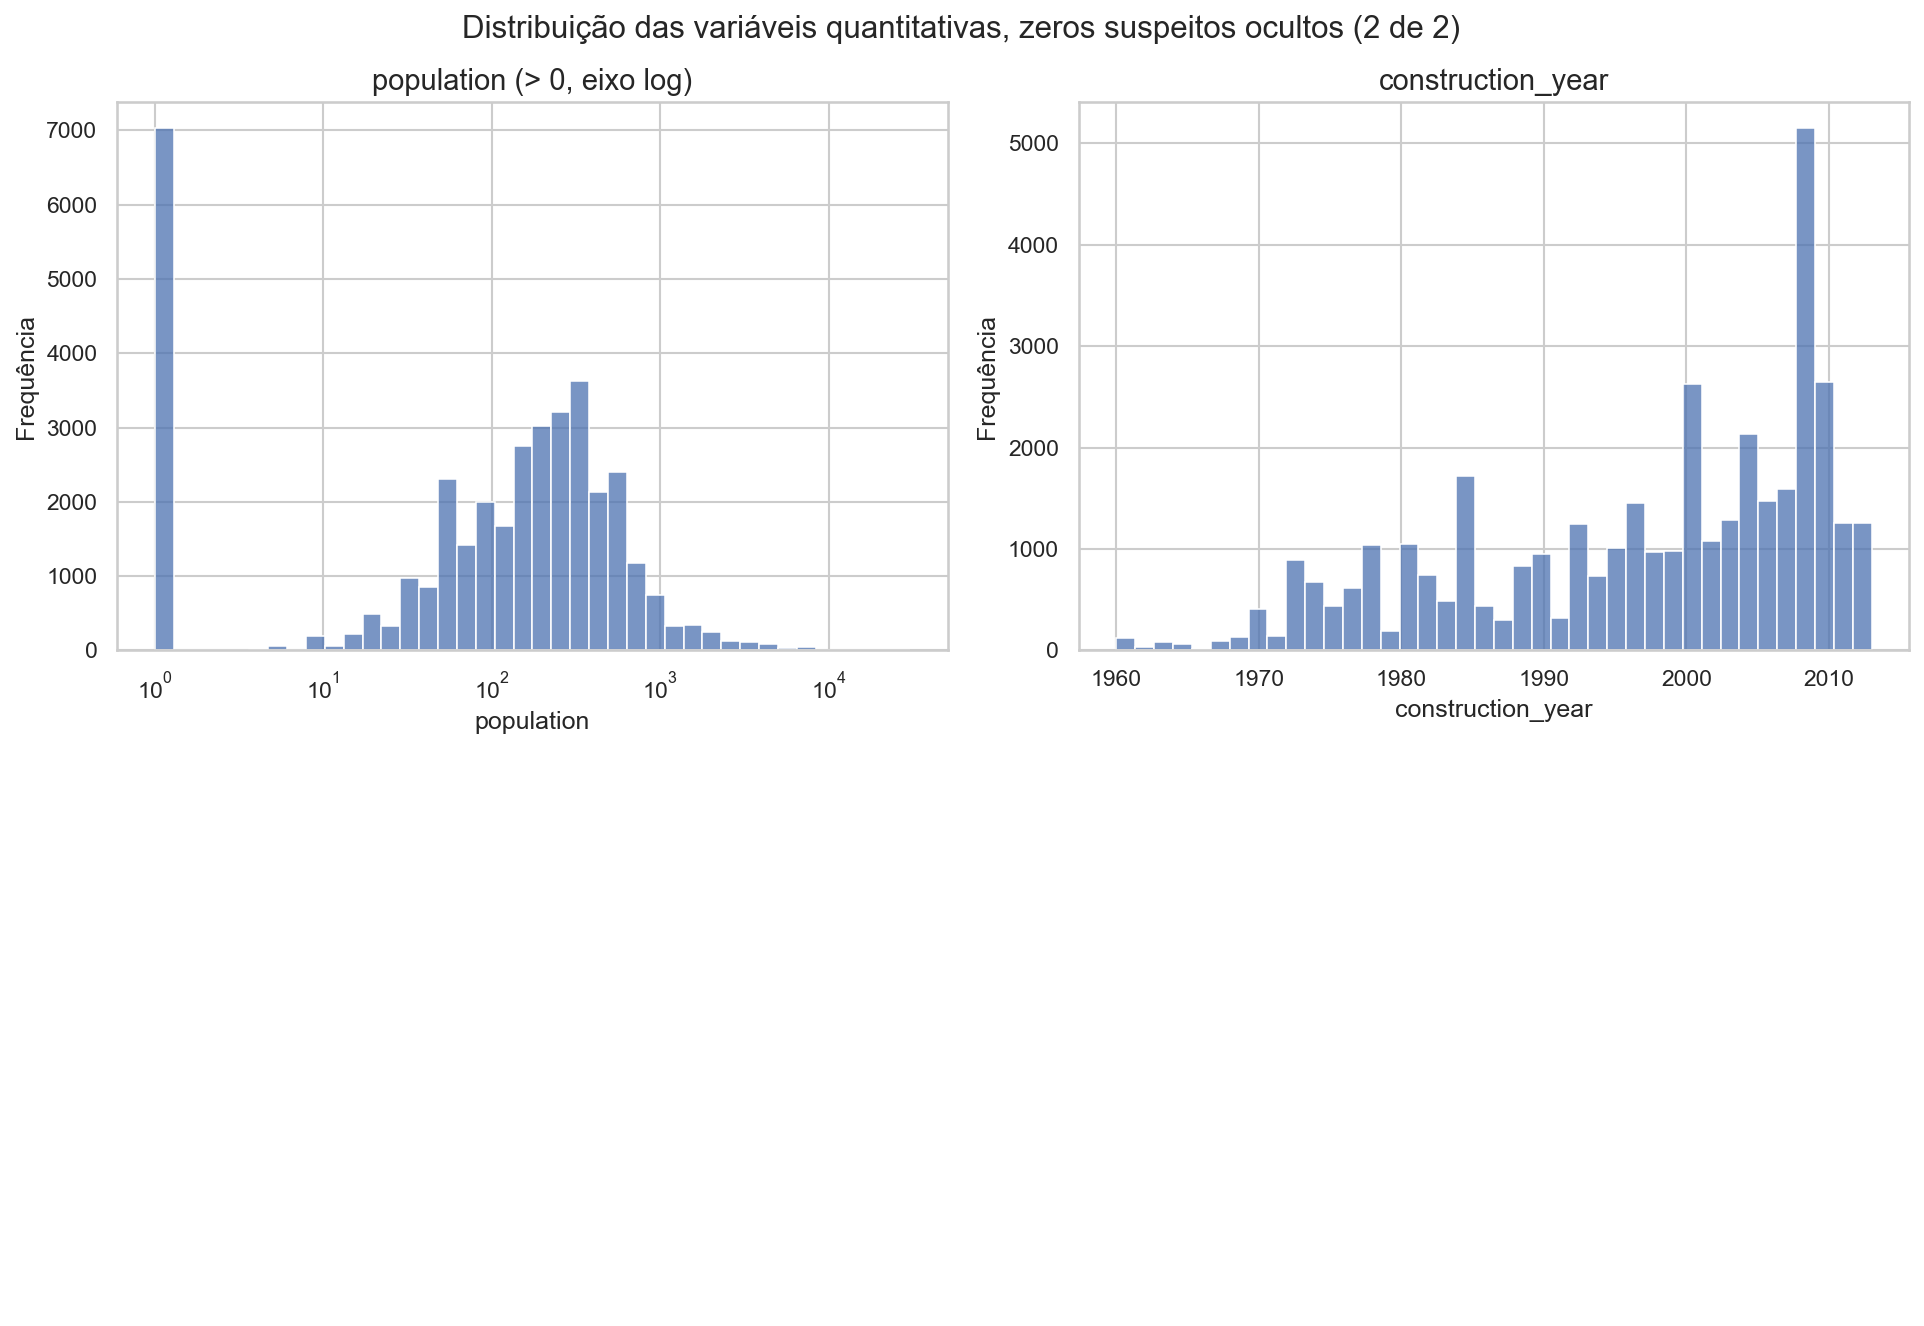 Distribuição das variáveis quantitativas, zeros suspeitos ocultos (2 de 2)
population (> 0, eixo log)
Frequência
7000
6000
5000
4000
3000
2000
1000
0
10^0 10^1 10^2 10^3 10^4
population
construction_year
Frequência
5000
4000
3000
2000
1000
0
1960 1970 1980 1990 2000 2010
construction_year